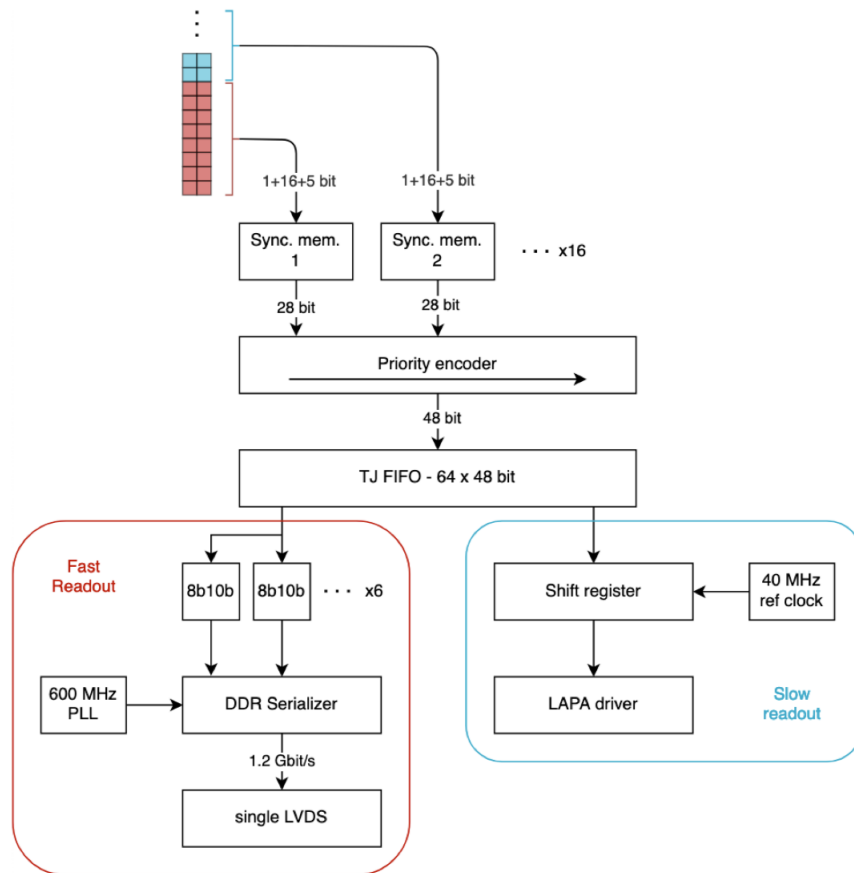 1+16+5 bit
1+16+5 bit
Sync. mem.
1
Sync. mem.
2
· · · x16
28 bit
28 bit
Priority encoder
48 bit
TJ FIFO - 64 x 48 bit
Fast
Readout
8b10b
8b10b
· · · x6
Shift register
40 MHz
ref clock
600 MHz
PLL
DDR Serializer
LAPA driver
Slow
readout
1.2 Gbit/s
single LVDS